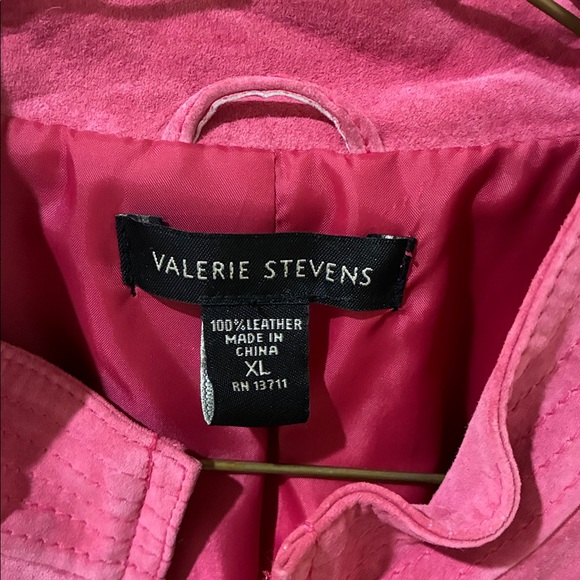 VALERIE STEVENS
100% LEATHER
MADE IN
CHINA
XL
RN 13711